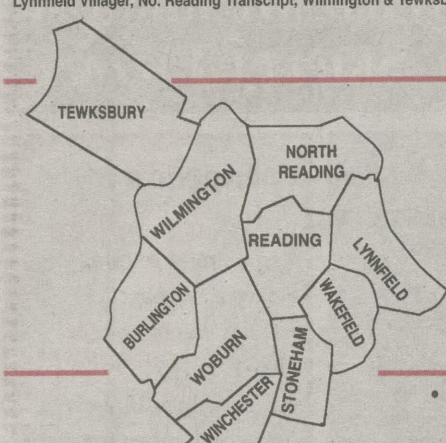 Lynnfield Villager, No. Reading Transcript, Wilmington & Tewksb
TEWKSBURY
NORTH
READING
WILMINGTON
READING
LYNNFIELD
BURLINGTON
WAKEFIELD
WOBURN
STONEHAM
WINCHESTER